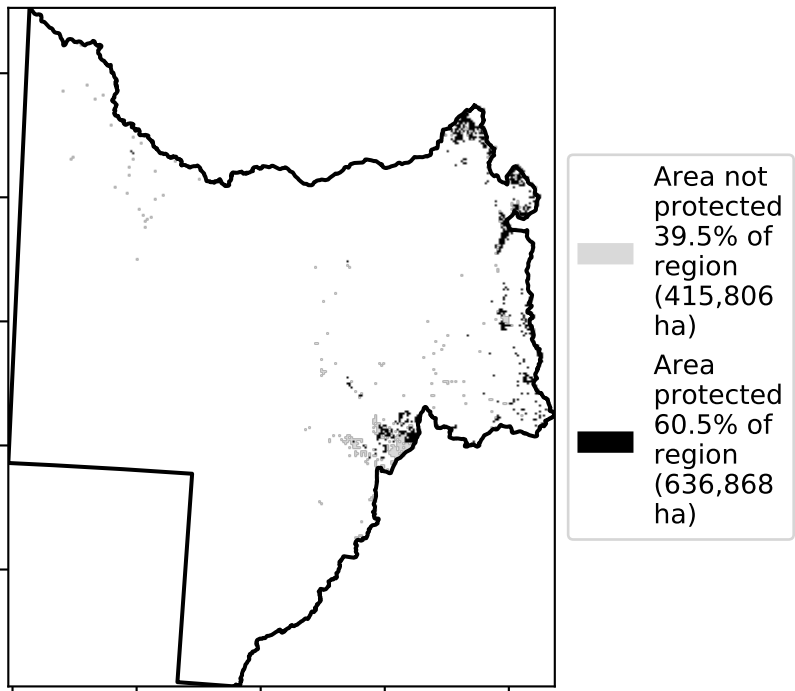 Area not
protected
39.5% of
region
(415,806
ha)
Area
protected
60.5% of
region
(636,868
ha)